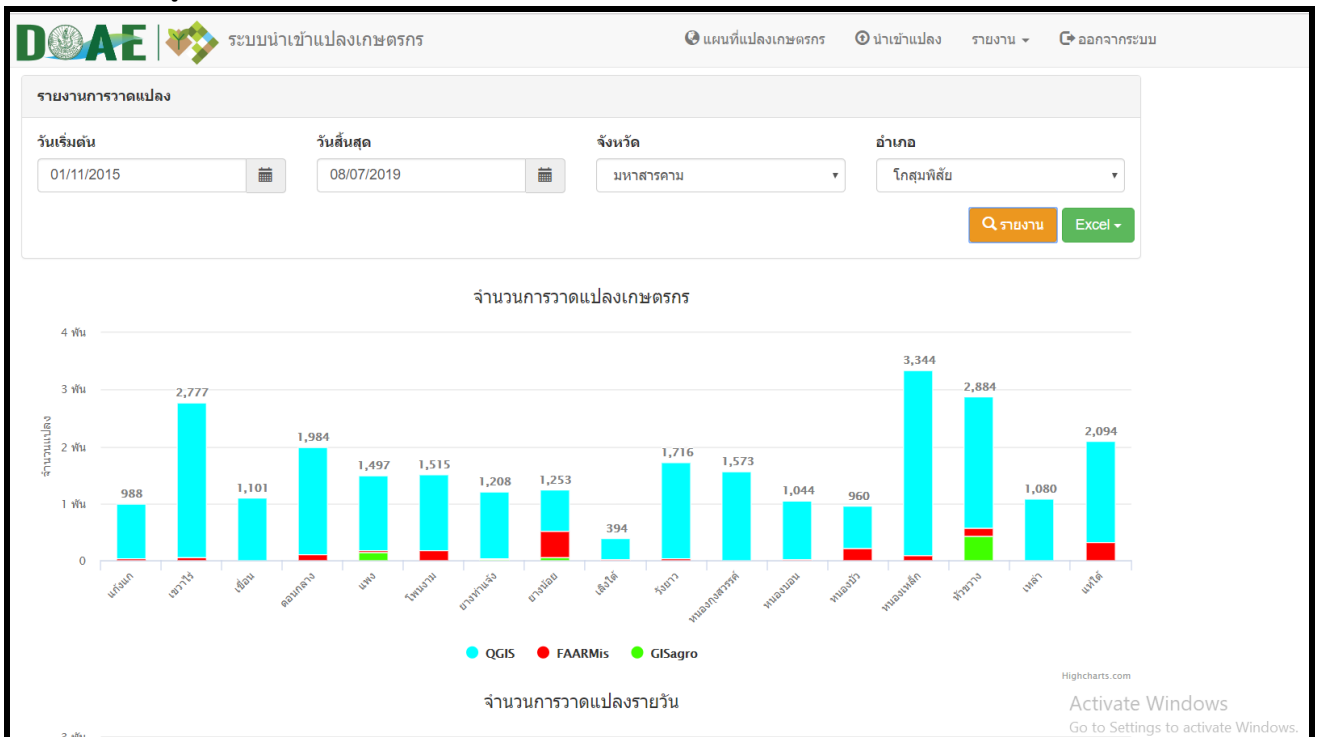 DOAE ระบบนำเข้าแปลงเกษตรกร แผนที่แปลงเกษตรกร นำเข้าแปลง รายงาน ออกจากระบบ
รายงานการวาดแปลง
วันเริ่มต้น วันสิ้นสุด จังหวัด อำเภอ
01/11/2015 08/07/2019 มหาสารคาม โกสุมพิสัย
รายงาน Excel
จำนวนการวาดแปลงเกษตรกร
จำนวนแปลง
4 พัน
3 พัน
2 พัน
1 พัน
0
988 2,777 1,101 1,984 1,497 1,515 1,208 1,253 394 1,716 1,573 1,044 960 3,344 2,884 1,080 2,094
แก้งแก เขวาไร่ เขื่อน ดอนกลาง แพง โพนงาม ยางท่าแจ้ง ยางน้อย เลิงใต้ วังยาว หนองกุงสวรรค์ หนองบอน หนองบัว หนองเหล็ก หัวขวาง เหล่า แห่ใต้
QGIS FAARMis GISagro
Highcharts.com
จำนวนการวาดแปลงรายวัน
Activate Windows
Go to Settings to activate Windows.
3 พัน